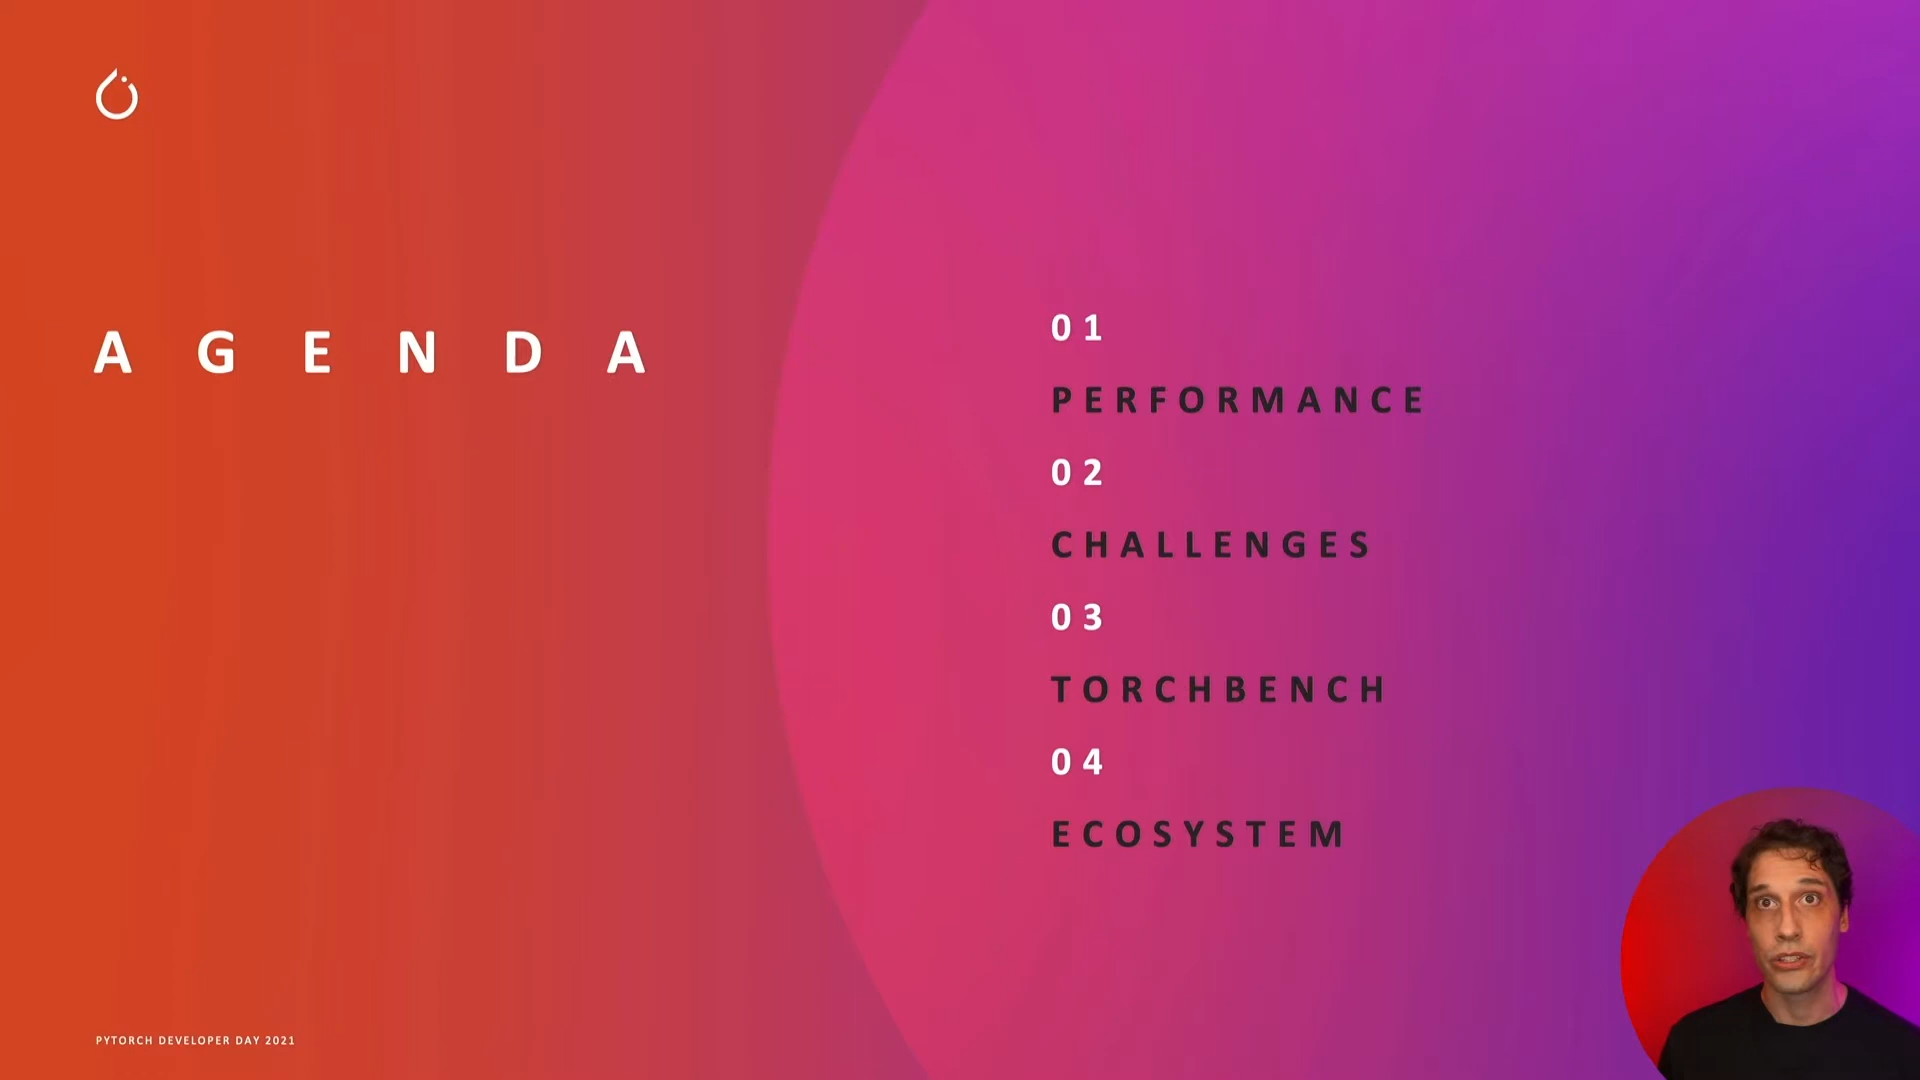 AGENDA
01
PERFORMANCE
02
CHALLENGES
03
TORCHBENCH
04
ECOSYSTEM
PYTORCH DEVELOPER DAY 2021